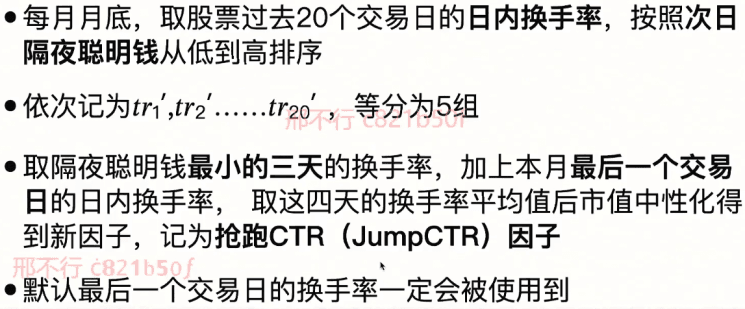 • 每月月底，取股票过去20个交易日的日内换手率，按照次日
隔夜聪明钱从低到高排序
• 依次记为tr₁′,tr₂′……tr₂₀′，等分为5组
邢不行 c821b50f
• 取隔夜聪明钱最小的三天的换手率，加上本月最后一个交易
日的日内换手率， 取这四天的换手率平均值后市值中性化得
到新因子，记为抢跑CTR（JumpCTR）因子
邢不行 c821b50f
• 默认最后一个交易日的换手率一定会被使用到